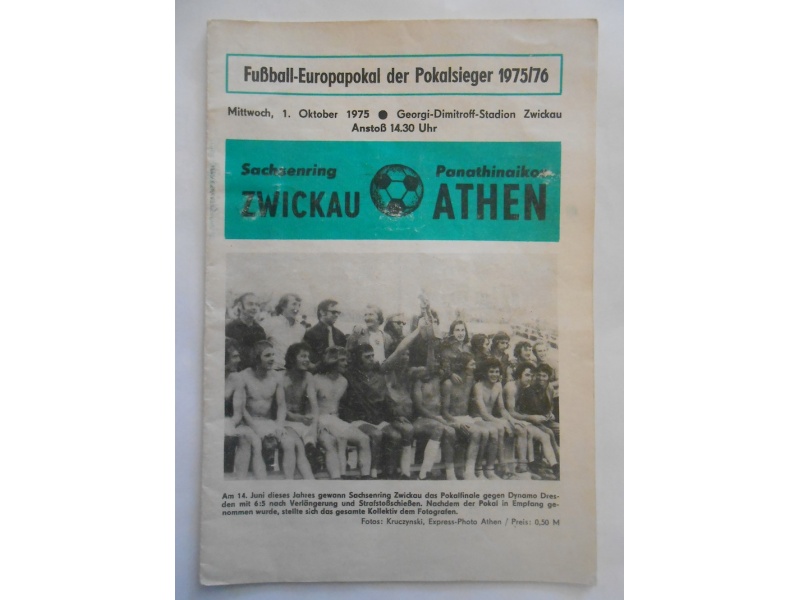 Fußball-Europapokal der Pokalsieger 1975/76
Mittwoch, 1. Oktober 1975 ● Georgi-Dimitroff-Stadion Zwickau
Anstoß 14.30 Uhr
Sachsenring Panathinaikos
ZWICKAU ATHEN
Am 14. Juni dieses Jahres gewann Sachsenring Zwickau das Pokalfinale gegen Dynamo Dres-
den mit 6:5 nach Verlängerung und Strafstoßschießen. Nachdem der Pokal in Empfang ge-
nommen wurde, stellte sich das gesamte Kollektiv dem Fotografen.
Fotos: Kruczynski, Express-Photo Athen / Preis: 0,50 M